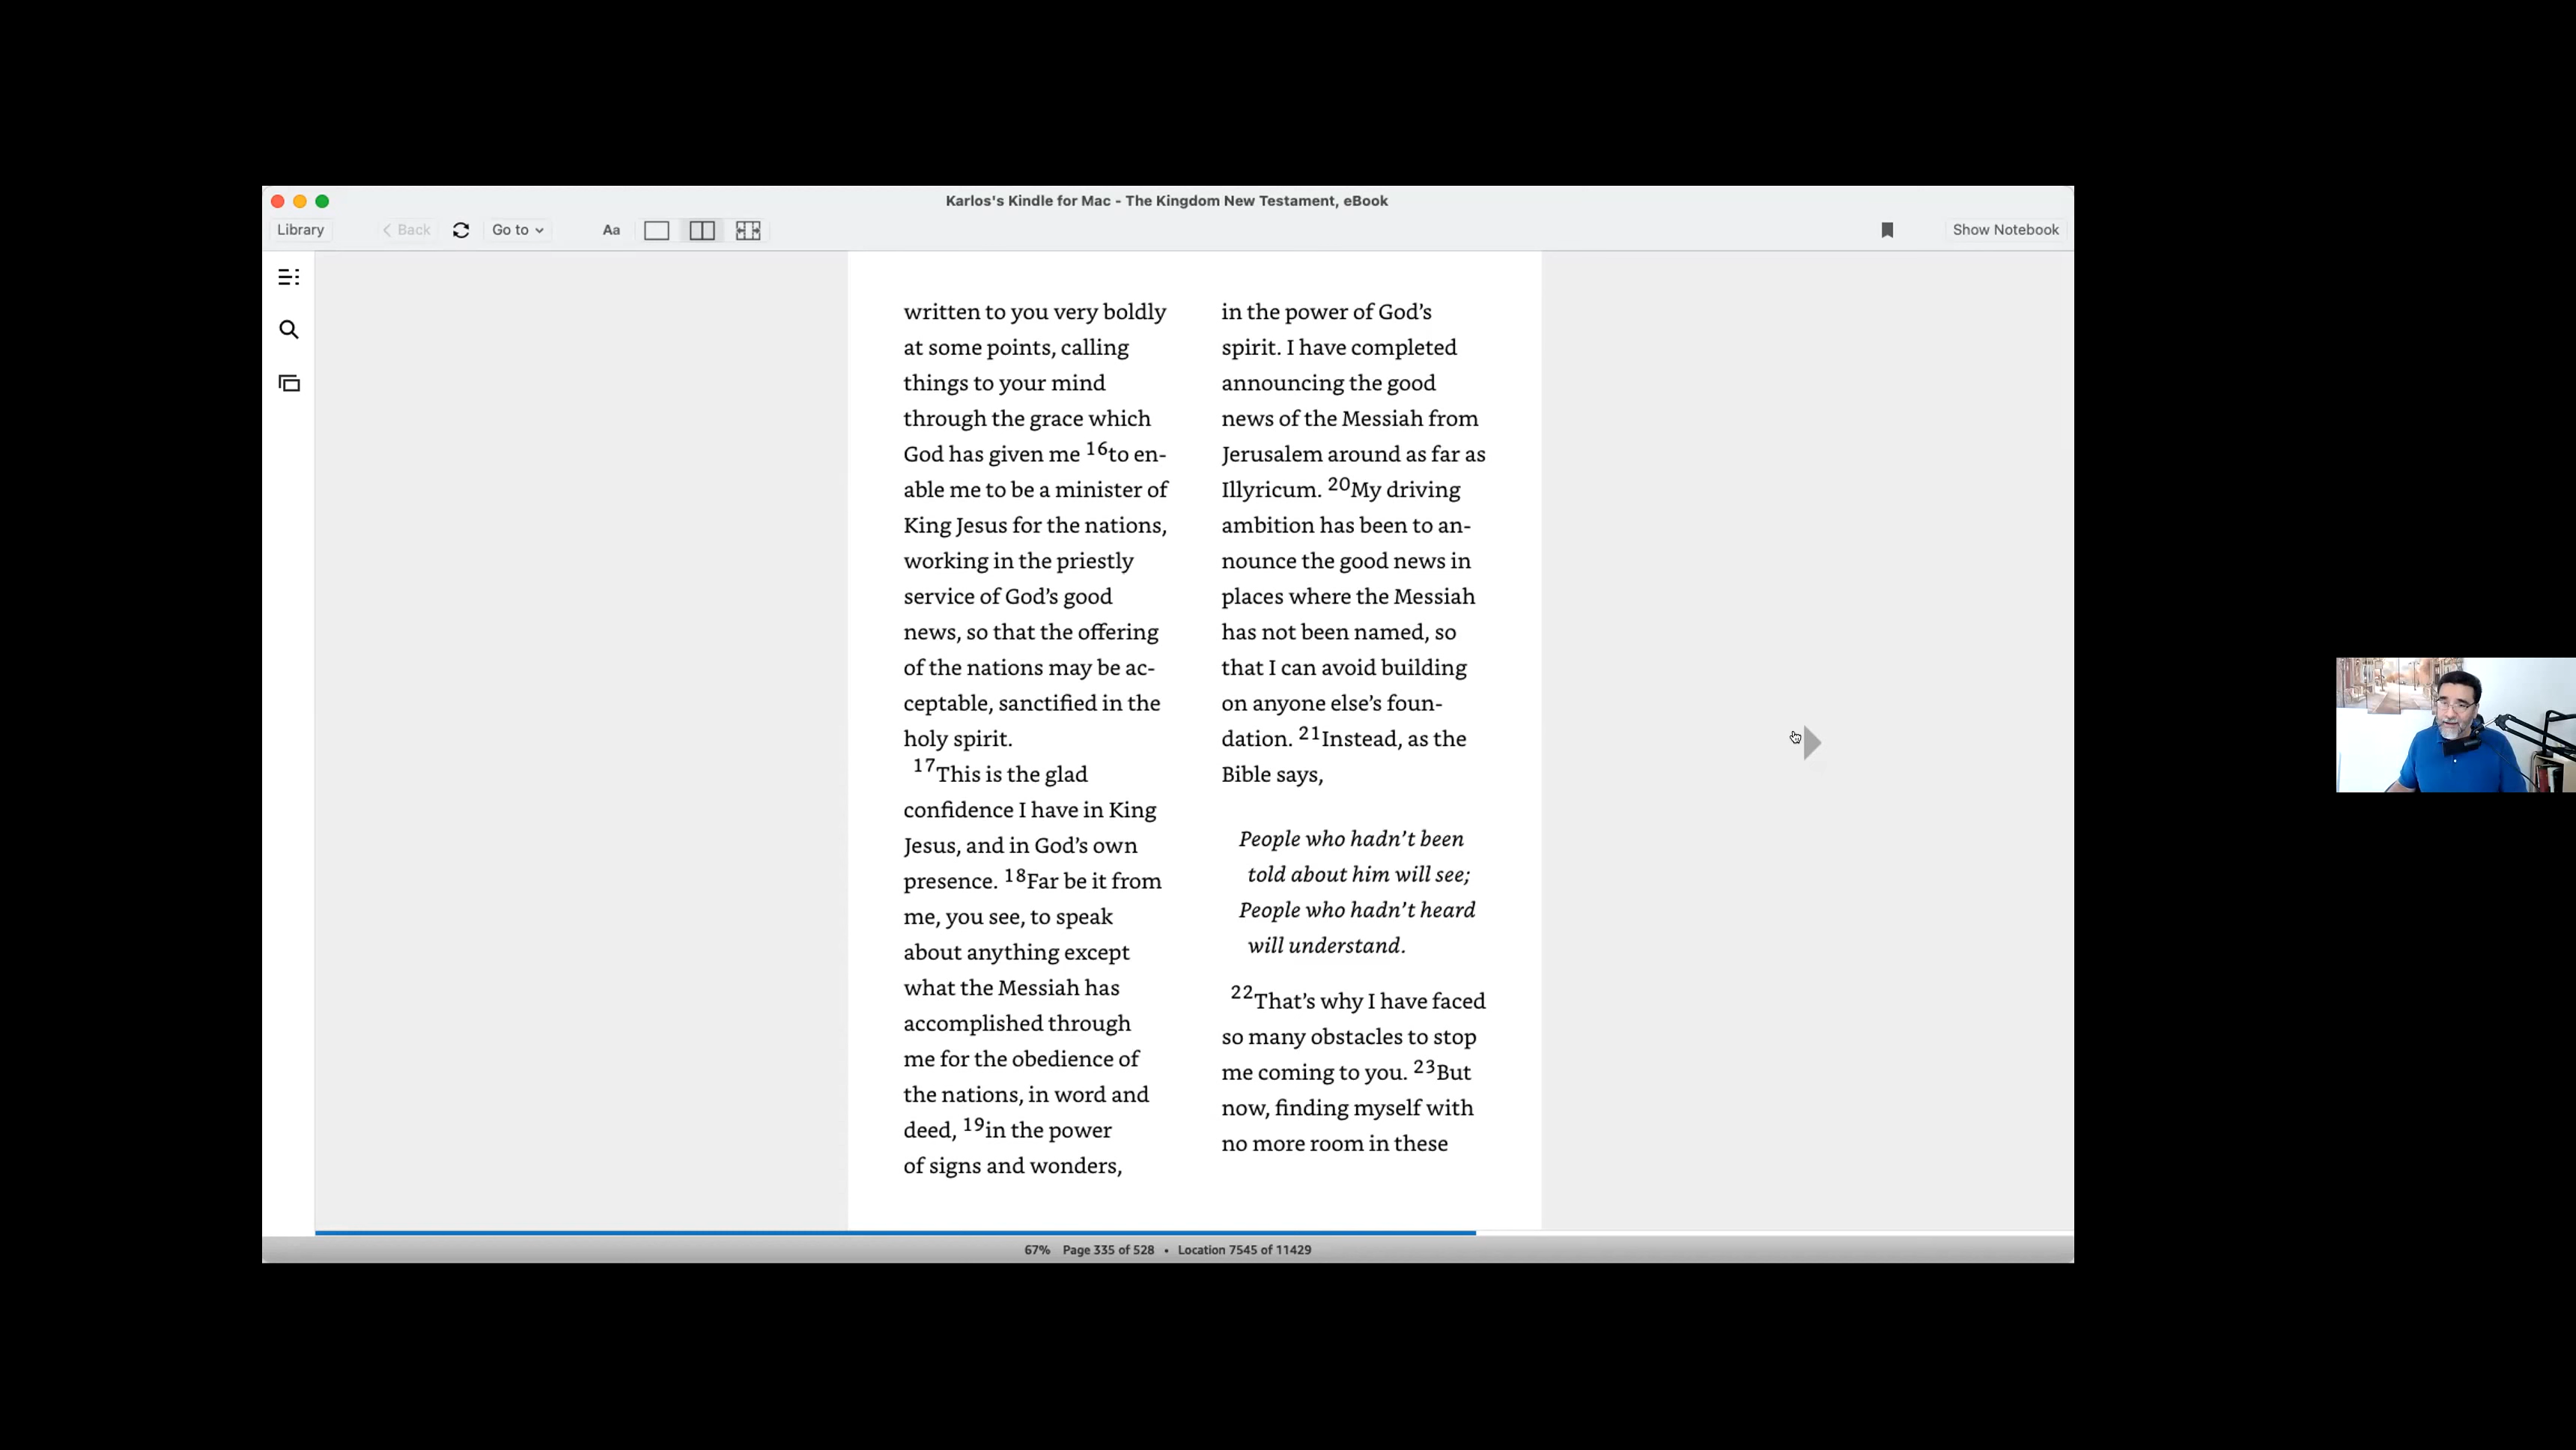 Karlos's Kindle for Mac - The Kingdom New Testament, eBook
Library
Back
Go to
Aa
Show Notebook
written to you very boldly
at some points, calling
things to your mind
through the grace which
God has given me 16to en-
able me to be a minister of
King Jesus for the nations,
working in the priestly
service of God’s good
news, so that the offering
of the nations may be ac-
ceptable, sanctified in the
holy spirit.
17This is the glad
confidence I have in King
Jesus, and in God’s own
presence. 18Far be it from
me, you see, to speak
about anything except
what the Messiah has
accomplished through
me for the obedience of
the nations, in word and
deed, 19in the power
of signs and wonders,
in the power of God’s
spirit. I have completed
announcing the good
news of the Messiah from
Jerusalem around as far as
Illyricum. 20My driving
ambition has been to an-
nounce the good news in
places where the Messiah
has not been named, so
that I can avoid building
on anyone else’s foun-
dation. 21Instead, as the
Bible says,
People who hadn’t been
told about him will see;
People who hadn’t heard
will understand.
22That’s why I have faced
so many obstacles to stop
me coming to you. 23But
now, finding myself with
no more room in these
67% Page 335 of 528 • Location 7545 of 11429